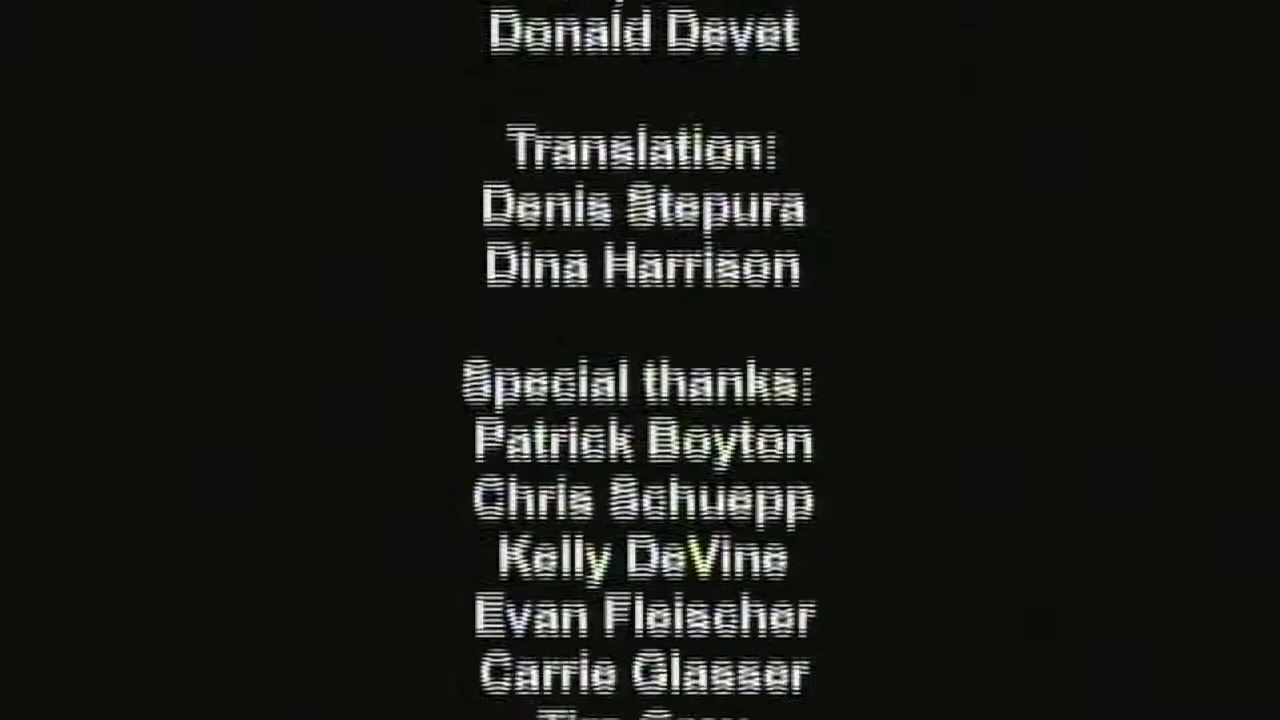 Donald Devet
Translation:
Denis Stepura
Dina Harrison
Special thanks:
Patrick Boyton
Chris Schuepp
Kelly DeVine
Evan Fleischer
Carrie Glasser